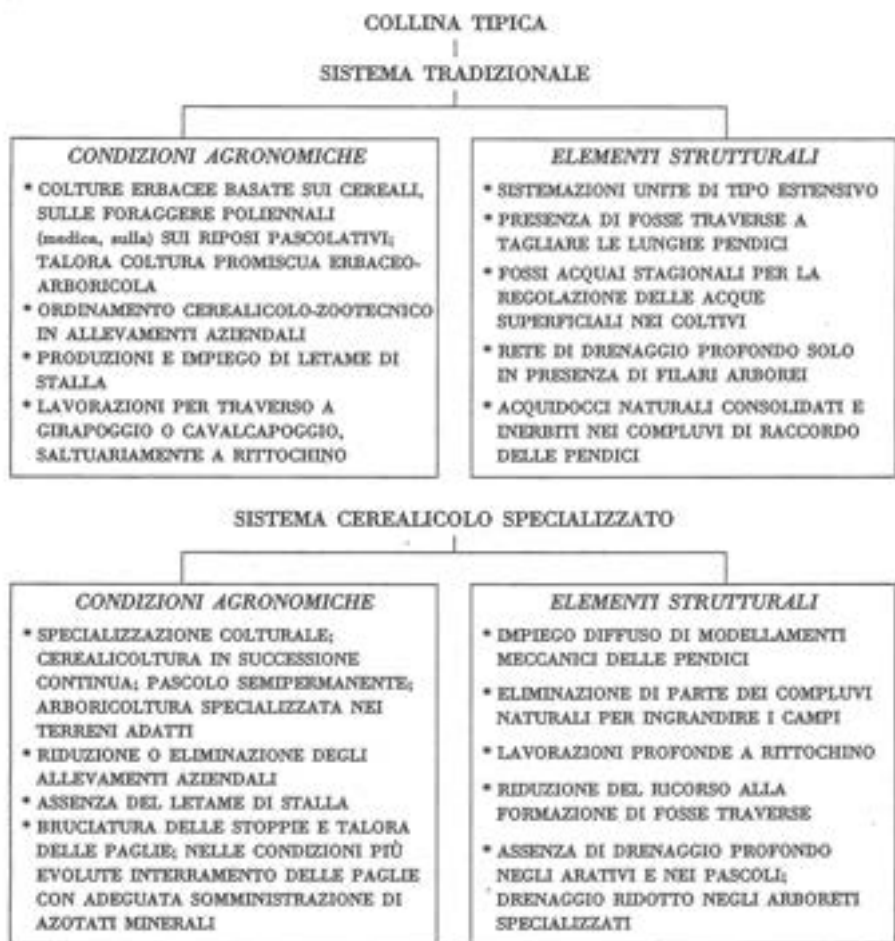 COLLINA TIPICA
SISTEMA TRADIZIONALE
CONDIZIONI AGRONOMICHE
* COLTURE ERBACEE BASATE SUI CEREALI,
SULLE FORAGGERE POLIENNALI
(medica, sulla) SUI RIPOSI PASCOLATIVI;
TALORA COLTURA PROMISCUA ERBACEO-
ARBORICOLA
* ORDINAMENTO CEREALICOLO-ZOOTECNICO
IN ALLEVAMENTI AZIENDALI
* PRODUZIONI E IMPIEGO DI LETAME DI
STALLA
* LAVORAZIONI PER TRAVERSO A
GIRAPOGGIO O CAVALCAPOGGIO,
SALTUARIAMENTE A RITTOCHINO
ELEMENTI STRUTTURALI
* SISTEMAZIONI UNITE DI TIPO ESTENSIVO
* PRESENZA DI FOSSE TRAVERSE A
TAGLIARE LE LUNGHE PENDICI
* FOSSI ACQUAI STAGIONALI PER LA
REGOLAZIONE DELLE ACQUE
SUPERFICIALI NEI COLTIVI
* RETE DI DRENAGGIO PROFONDO SOLO
IN PRESENZA DI FILARI ARBOREI
* ACQUIDOCCI NATURALI CONSOLIDATI E
INERBITI NEI COMPLUVI DI RACCORDO
DELLE PENDICI
SISTEMA CEREALICOLO SPECIALIZZATO
CONDIZIONI AGRONOMICHE
* SPECIALIZZAZIONE COLTURALE;
CEREALICOLTURA IN SUCCESSIONE
CONTINUA; PASCOLO SEMIPERMANENTE;
ARBORICOLTURA SPECIALIZZATA NEI
TERRENI ADATTI
* RIDUZIONE O ELIMINAZIONE DEGLI
ALLEVAMENTI AZIENDALI
* ASSENZA DEL LETAME DI STALLA
* BRUCIATURA DELLE STOPPIE E TALORA
DELLE PAGLIE; NELLE CONDIZIONI PIÙ
EVOLUTE INTERRAMENTO DELLE PAGLIE
CON ADEGUATA SOMMINISTRAZIONE DI
AZOTATI MINERALI
ELEMENTI STRUTTURALI
* IMPIEGO DIFFUSO DI MODELLAMENTI
MECCANICI DELLE PENDICI
* ELIMINAZIONE DI PARTE DEI COMPLUVI
NATURALI PER INGRANDIRE I CAMPI
* LAVORAZIONI PROFONDE A RITTOCHINO
* RIDUZIONE DEL RICORSO ALLA
FORMAZIONE DI FOSSE TRAVERSE
* ASSENZA DI DRENAGGIO PROFONDO
NEGLI ARATIVI E NEI PASCOLI;
DRENAGGIO RIDOTTO NEGLI ARBORETI
SPECIALIZZATI